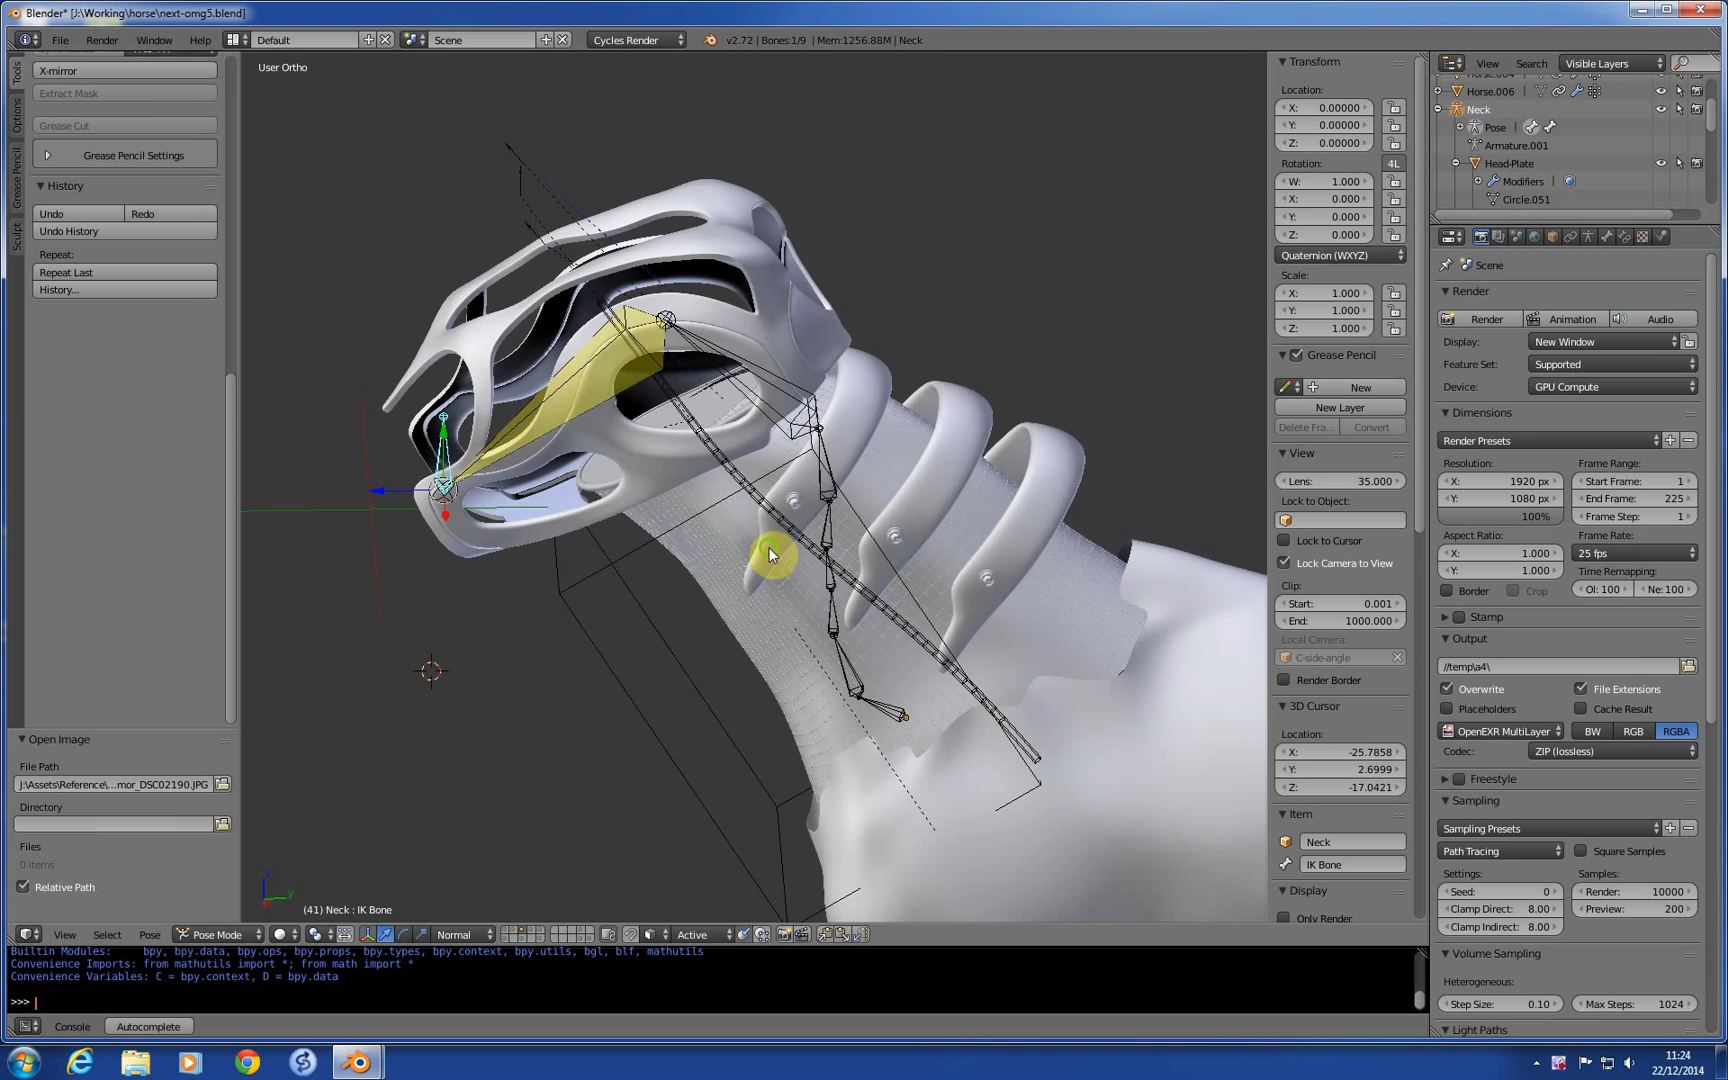 Blender* [J:\Working\horse\next-omg5.blend]
File Render Window Help Default Scene Cycles Render v2.72 | Bones:1/9 | Mem:1256.88M | Neck
Tools
Options
Grease Pencil
Sculpt
X-mirror
Extract Mask
Grease Cut
Grease Pencil Settings
History
Undo Redo
Undo History
Repeat:
Repeat Last
History...
Open Image
File Path
J:\Assets\Reference\...mor_DSC02190.JPG
Directory
Files
0 items
Relative Path
User Ortho
(41) Neck : IK Bone
View Select Pose Pose Mode Normal Active
Transform
Location:
X: 0.00000
Y: 0.00000
Z: 0.00000
Rotation: 4L
W: 1.000
X: 0.000
Y: 0.000
Z: 0.000
Quaternion (WXYZ)
Scale:
X: 1.000
Y: 1.000
Z: 1.000
Grease Pencil
New
New Layer
Delete Fra... Convert
View
Lens: 35.000
Lock to Object:
Lock to Cursor
Lock Camera to View
Clip:
Start: 0.001
End: 1000.000
Local Camera:
C-side-angle
Render Border
3D Cursor
Location:
X: -25.7858
Y: 2.6999
Z: -17.0421
Item
Neck
IK Bone
Display
Only Render
View Search Visible Layers
Horse.004
Horse.006
Neck
Pose
Armature.001
Head-Plate
Modifiers
Circle.051
Scene
Render
Render Animation Audio
Display: New Window
Feature Set: Supported
Device: GPU Compute
Dimensions
Render Presets
Resolution: Frame Range:
X: 1920 px Start Frame: 1
Y: 1080 px End Frame: 225
100% Frame Step: 1
Aspect Ratio: Frame Rate:
X: 1.000 25 fps
Y: 1.000 Time Remapping:
Border Crop Ol: 100 Ne: 100
Stamp
Output
//temp\a4\
Overwrite File Extensions
Placeholders Cache Result
OpenEXR MultiLayer BW RGB RGBA
Codec: ZIP (lossless)
Freestyle
Sampling
Sampling Presets
Path Tracing Square Samples
Settings: Samples:
Seed: 0 Render: 10000
Clamp Direct: 8.00 Preview: 200
Clamp Indirect: 8.00
Volume Sampling
Heterogeneous:
Step Size: 0.10 Max Steps: 1024
Light Paths
Builtin Modules: bpy, bpy.data, bpy.ops, bpy.props, bpy.types, bpy.context, bpy.utils, bgl, blf, mathutils
Convenience Imports: from mathutils import *; from math import *
Convenience Variables: C = bpy.context, D = bpy.data
>>>
Console Autocomplete
11:24
22/12/2014